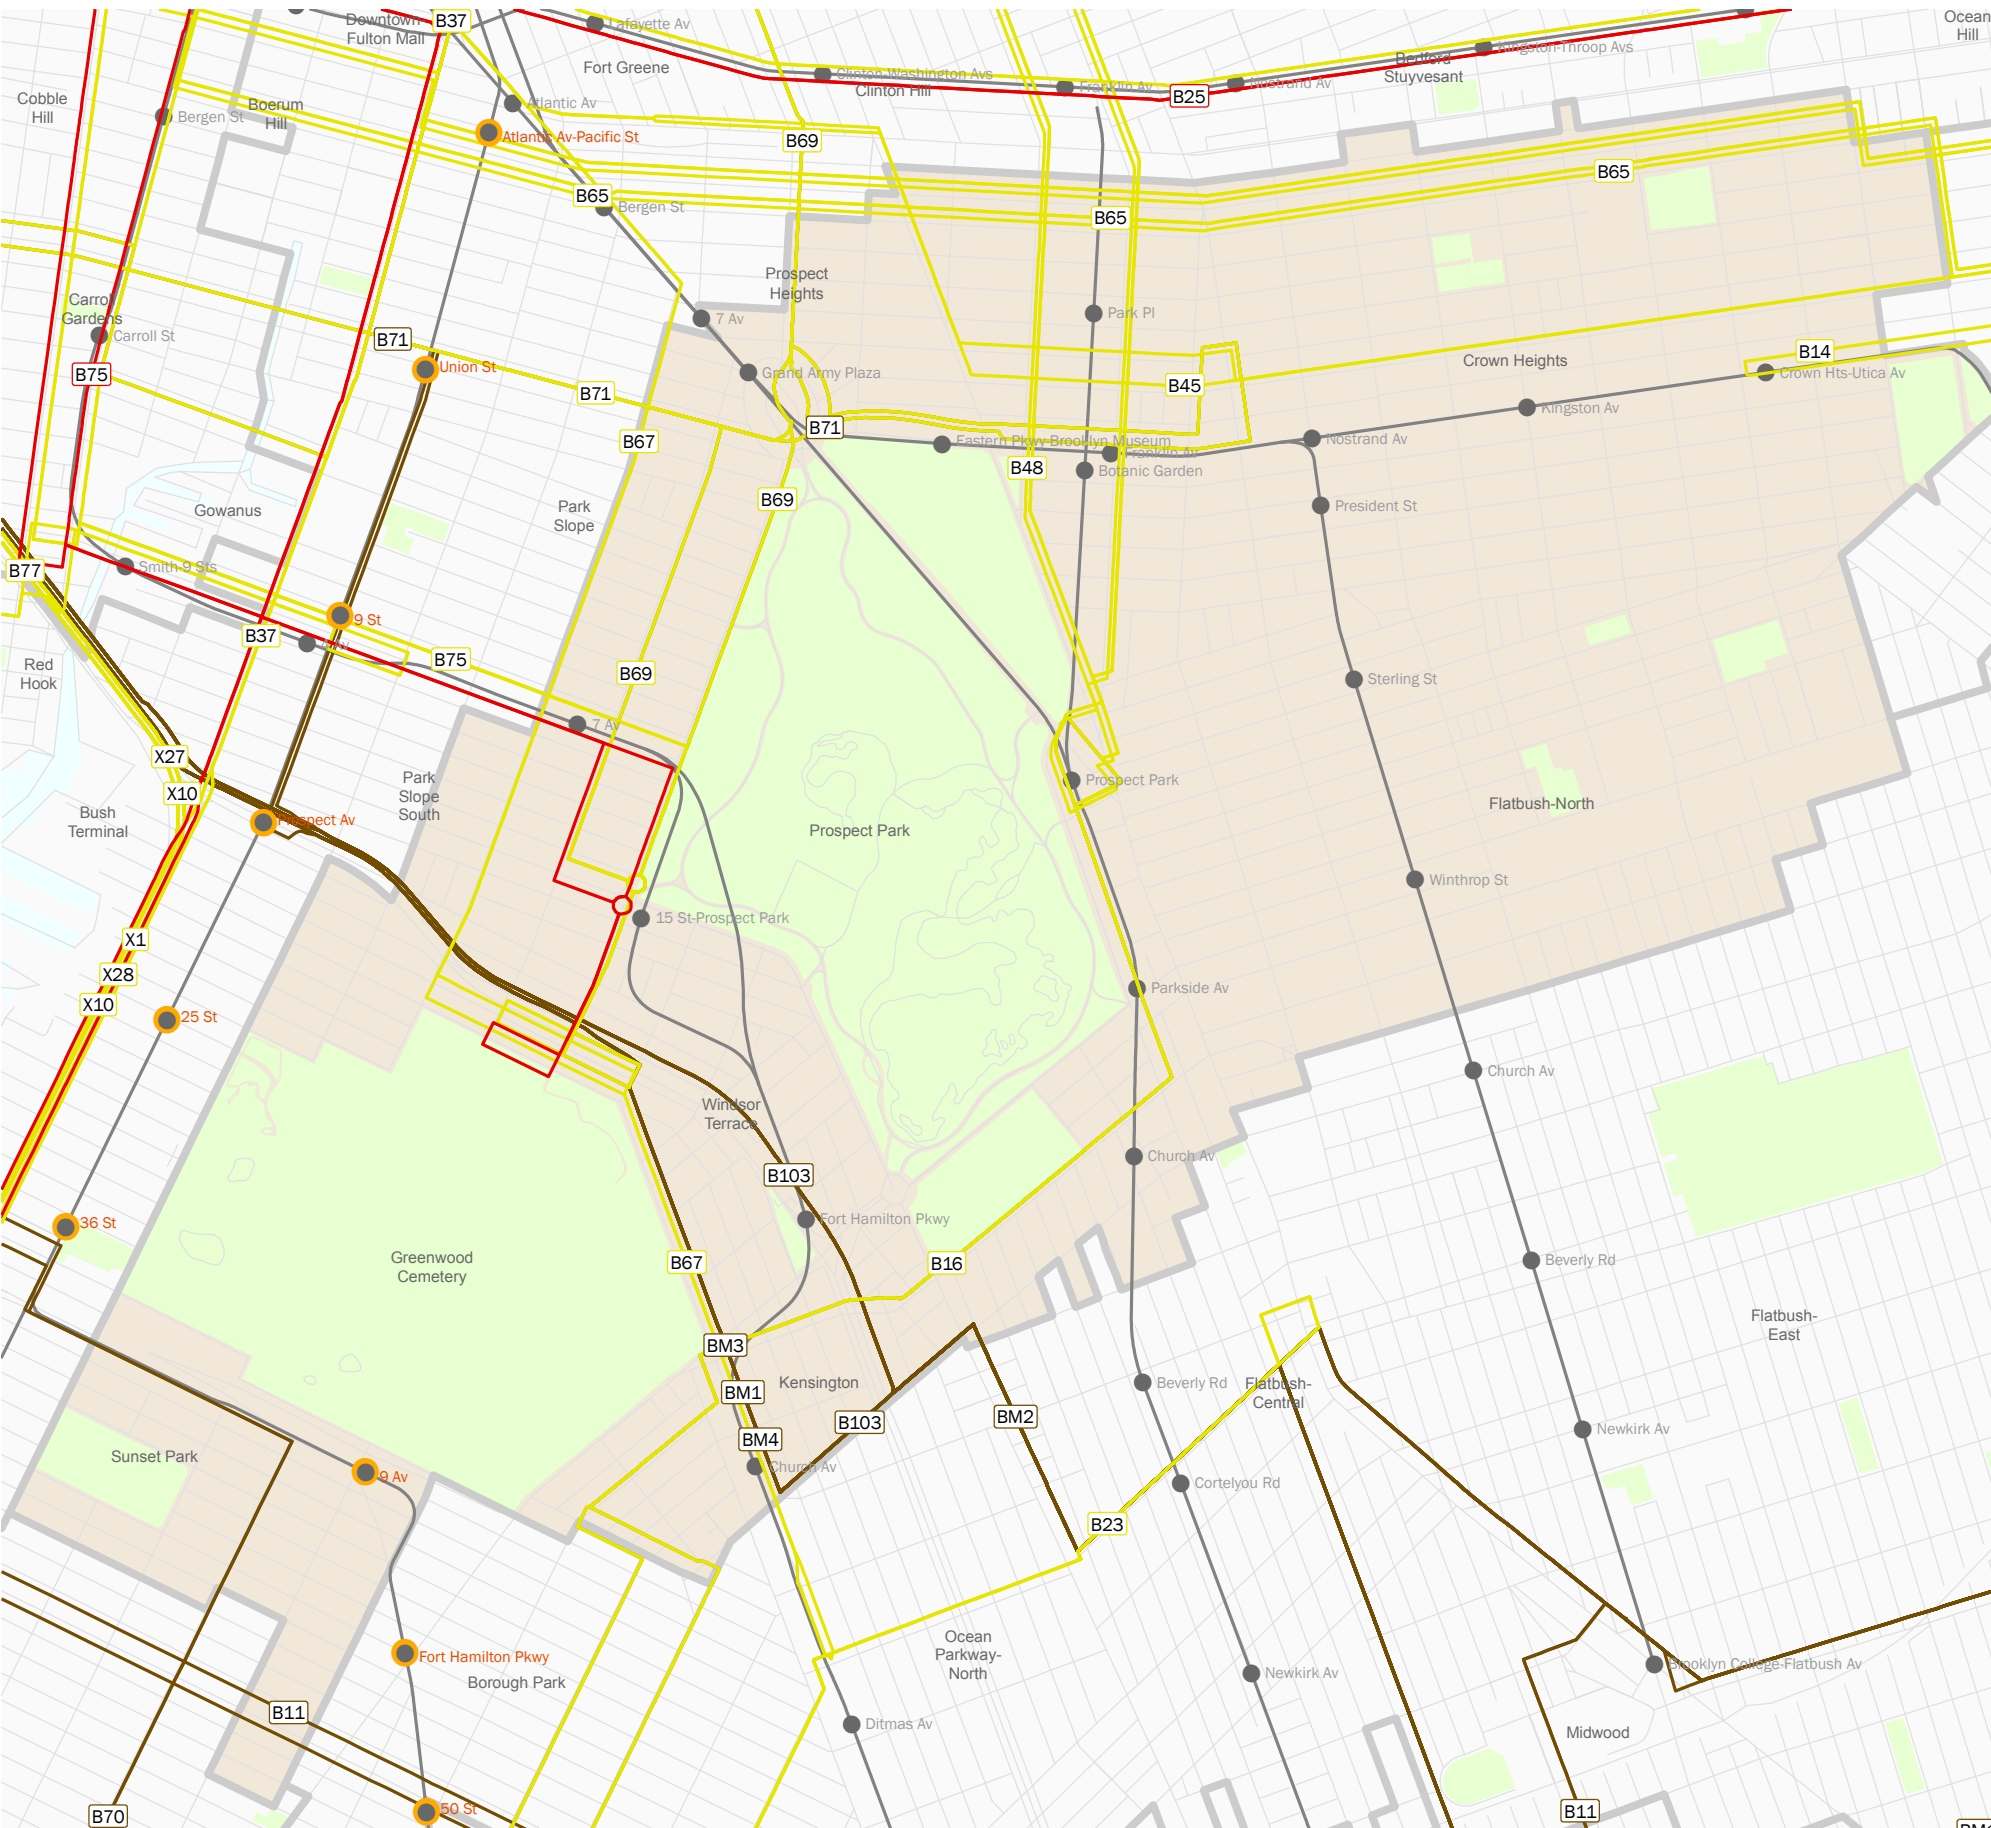 Downtown
Fulton Mall
B37
Lafayette Av
Ocean
Hill
Kingston-Throop Avs
Bedford
Stuyvesant
Fort Greene
Clinton-Washington Avs
Clinton Hill
Franklin Av
B25
Nostrand Av
Cobble
Hill
Boerum
Hill
Bergen St
Atlantic Av
Atlantic Av-Pacific St
B69
B65
B65
Bergen St
B65
Prospect
Heights
Carroll
Gardens
Carroll St
7 Av
Park Pl
B71
Union St
B75
Grand Army Plaza
B71
B45
Crown Heights
B14
Crown Hts-Utica Av
Kingston Av
B67
B71
Eastern Pkwy-Brooklyn Museum
Franklin Av
Nostrand Av
B48
Botanic Garden
B69
President St
Gowanus
Park
Slope
B77
Smith-9 Sts
9 St
B37
B75
Red
Hook
B69
Sterling St
7 Av
X27
X10
Park
Slope
South
Bush
Terminal
Prospect Av
Prospect Park
Prospect Park
Flatbush-North
Winthrop St
15 St-Prospect Park
X1
X28
X10
25 St
Parkside Av
Church Av
Windsor
Terrace
B103
Church Av
36 St
Fort Hamilton Pkwy
Greenwood
Cemetery
B67
B16
Beverly Rd
BM3
Flatbush-
East
Kensington
BM1
Beverly Rd
Flatbush-
Central
B103
BM2
BM4
Newkirk Av
Sunset Park
Church Av
9 Av
Cortelyou Rd
B23
Fort Hamilton Pkwy
Borough Park
Ocean
Parkway-
North
Newkirk Av
Brooklyn College-Flatbush Av
B11
Ditmas Av
Midwood
B70
50 St
B11